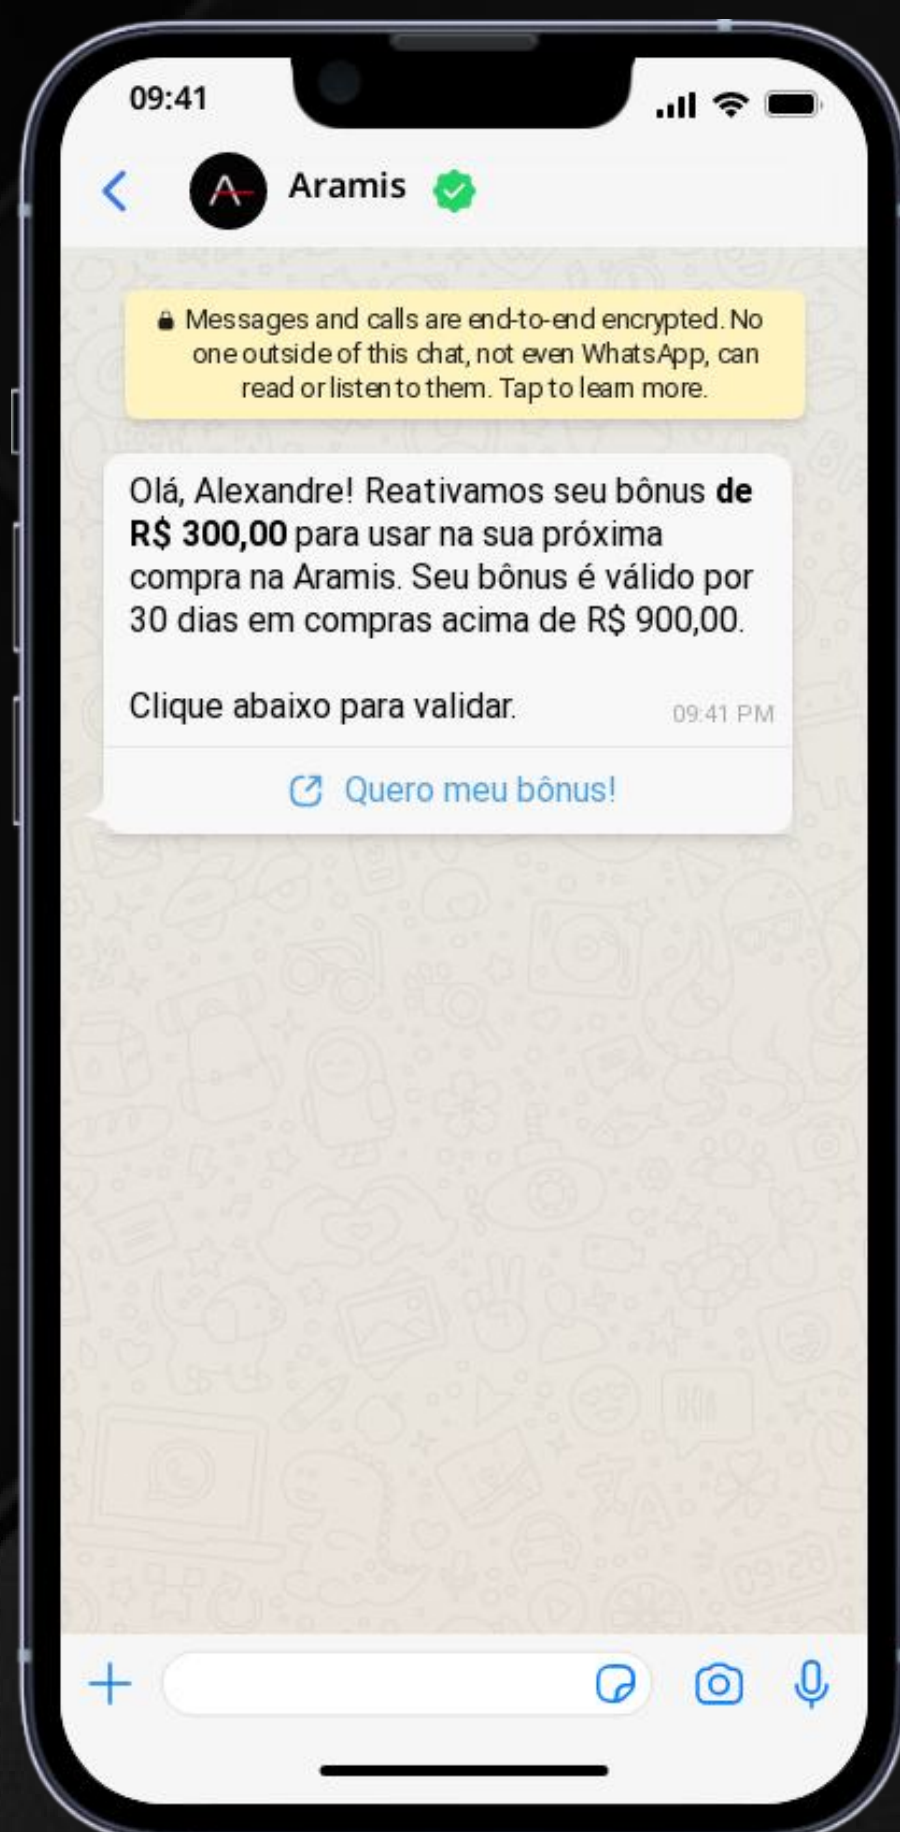 09:41
Aramis
Messages and calls are end-to-end encrypted. No
one outside of this chat, not even WhatsApp, can
read or listen to them. Tap to learn more.
Olá, Alexandre! Reativamos seu bônus de
R$ 300,00 para usar na sua próxima
compra na Aramis. Seu bônus é válido por
30 dias em compras acima de R$ 900,00.
Clique abaixo para validar.
09:41 PM
Quero meu bônus!